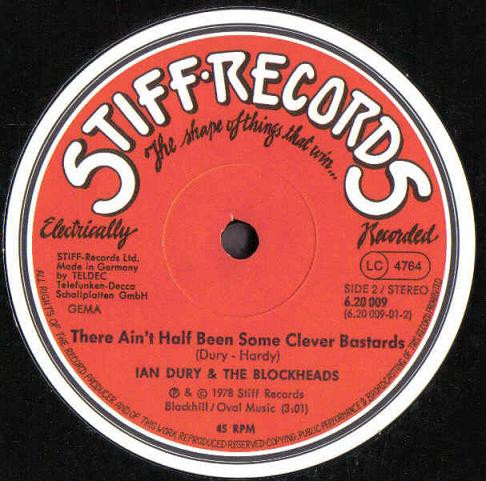 STIFF·RECORDS
The shape of things that win...
Electrically
Recorded
STIFF-Records Ltd.
Made in Germany
by TELDEC
Telefunken-Decca
Schallplatten GmbH
GEMA
LC 4764
SIDE 2 / STEREO
6.20 009
(6.20 009-01-2)
There Ain't Half Been Some Clever Bastards
(Dury - Hardy)
IAN DURY & THE BLOCKHEADS
℗ & © 1978 Stiff Records
Blackhill/Oval Music (3:01)
45 RPM
ALL RIGHTS OF THE RECORD PRODUCER AND OF THIS WORK REPRODUCED RESERVED-COPYING, PUBLIC PERFORMANCE & BROADCASTING OF THIS RECORD PROHIBITED